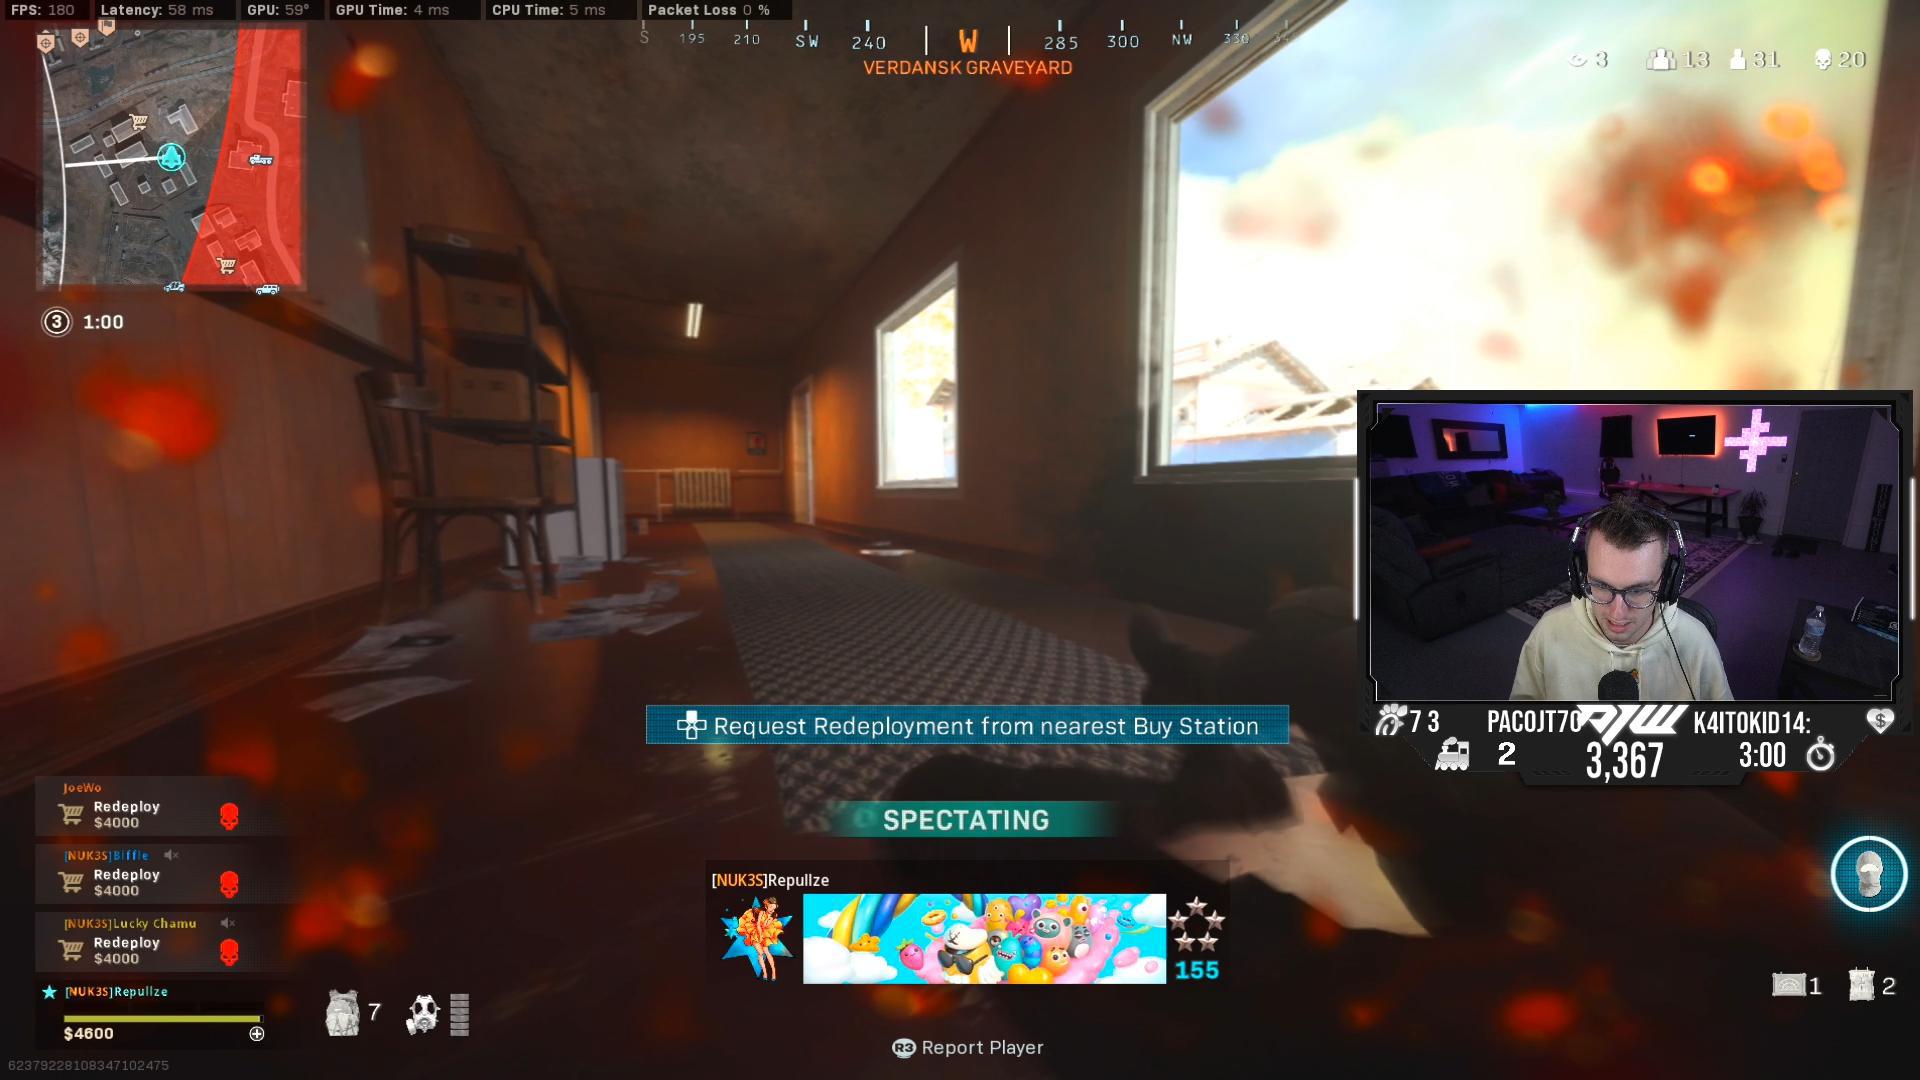 FPS: 180 Latency: 58 ms GPU: 59° GPU Time: 4 ms CPU Time: 5 ms Packet Loss 0 %
S 195 210 SW 240 W 285 300 NW 330
VERDANSK GRAVEYARD
3 13 31 20
3 1:00
Request Redeployment from nearest Buy Station
SPECTATING
7 3 PACOJT70 AJW K4ITOKID14:
2 3,367 3:00
JoeWo
Redeploy
$4000
[NUK3S]Biffle
Redeploy
$4000
[NUK3S]Lucky Chamu
Redeploy
$4000
[NUK3S]Repullze
$4600
7
[NUK3S]Repullze
155
1 2
R3 Report Player
62379228108347102475